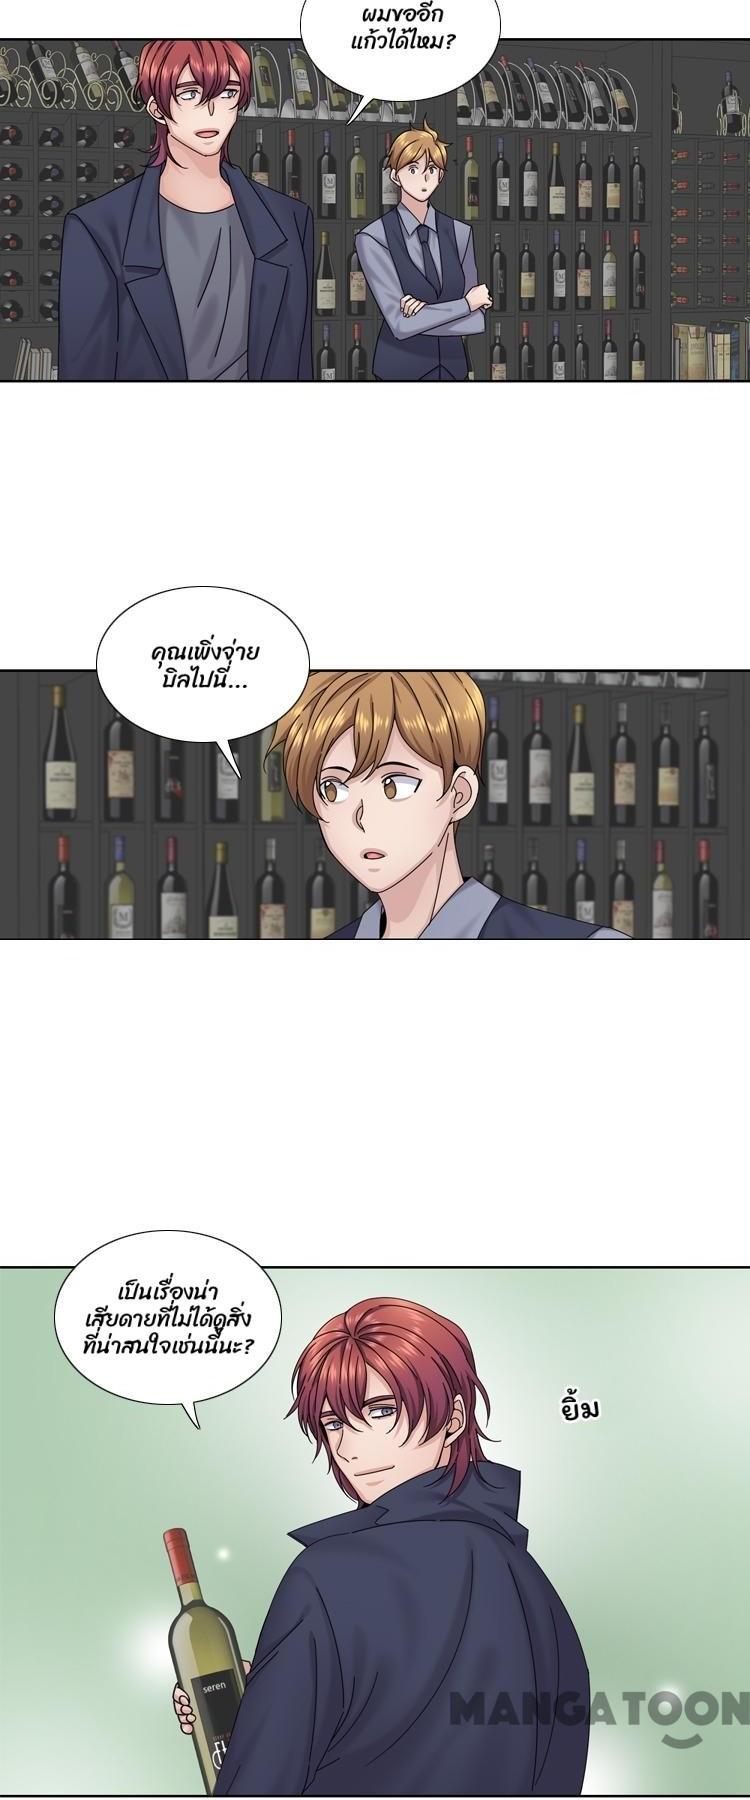 ผมขออีก
แก้วได้ไหม?
คุณเพิ่งจ่าย
บิลไปนี่...
เป็นเรื่องน่า
เสียดายที่ไม่ได้ดูสิ่ง
ที่น่าสนใจเช่นนี้นะ?
ยิ้ม
seren
MANGATOON